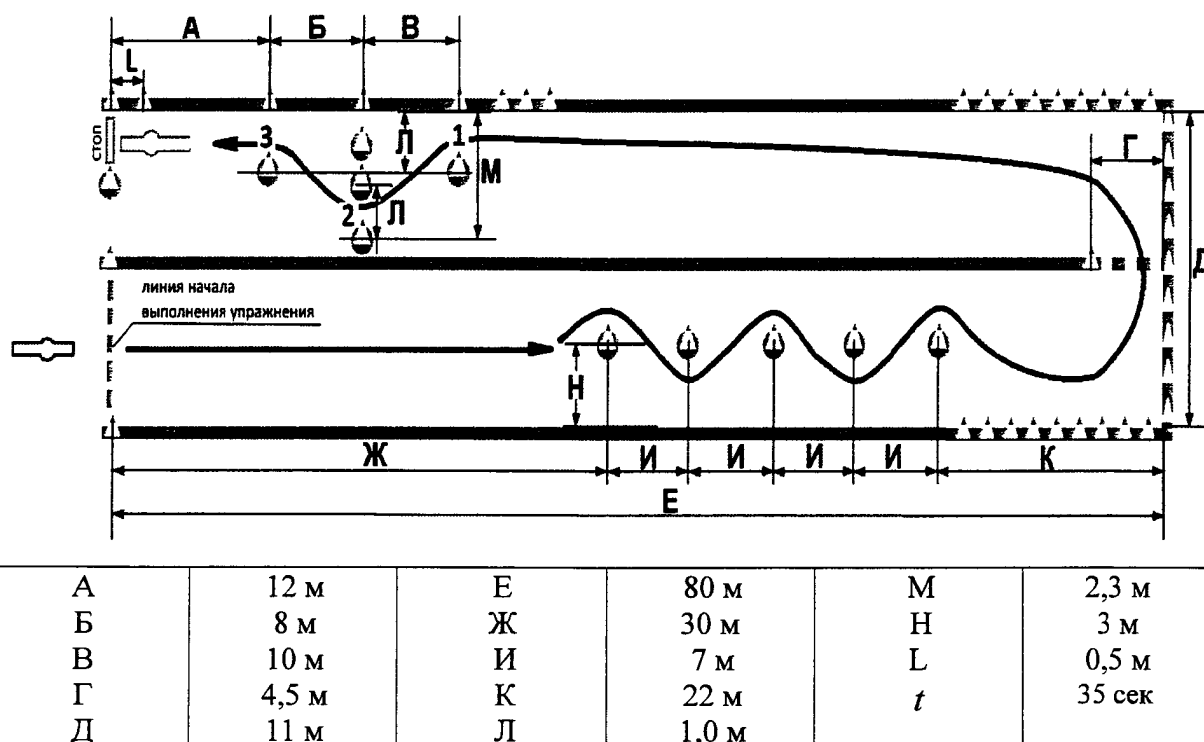 А Б В
L
стоп
3
1
Л
М
Г
2
Л
Д
линия начала
выполнения упражнения
Н
Ж И И И И К
Е
А 12 м Е 80 м М 2,3 м
Б 8 м Ж 30 м Н 3 м
В 10 м И 7 м L 0,5 м
Г 4,5 м К 22 м t 35 сек
Д 11 м Л 1,0 м